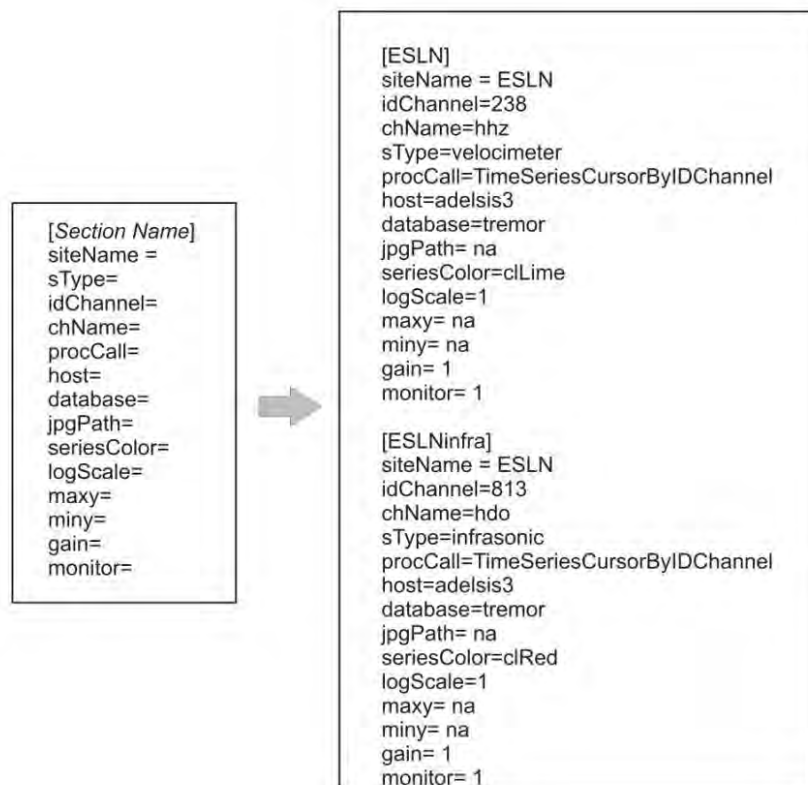 [Section Name]
siteName =
sType=
idChannel=
chName=
procCall=
host=
database=
jpgPath=
seriesColor=
logScale=
maxy=
miny=
gain=
monitor=
[ESLN]
siteName = ESLN
idChannel=238
chName=hhz
sType=velocimeter
procCall=TimeSeriesCursorByIDChannel
host=adelsis3
database=tremor
jpgPath= na
seriesColor=clLime
logScale=1
maxy= na
miny= na
gain= 1
monitor= 1
[ESLNinfra]
siteName = ESLN
idChannel=813
chName=hdo
sType=infrasonic
procCall=TimeSeriesCursorByIDChannel
host=adelsis3
database=tremor
jpgPath= na
seriesColor=clRed
logScale=1
maxy= na
miny= na
gain= 1
monitor= 1